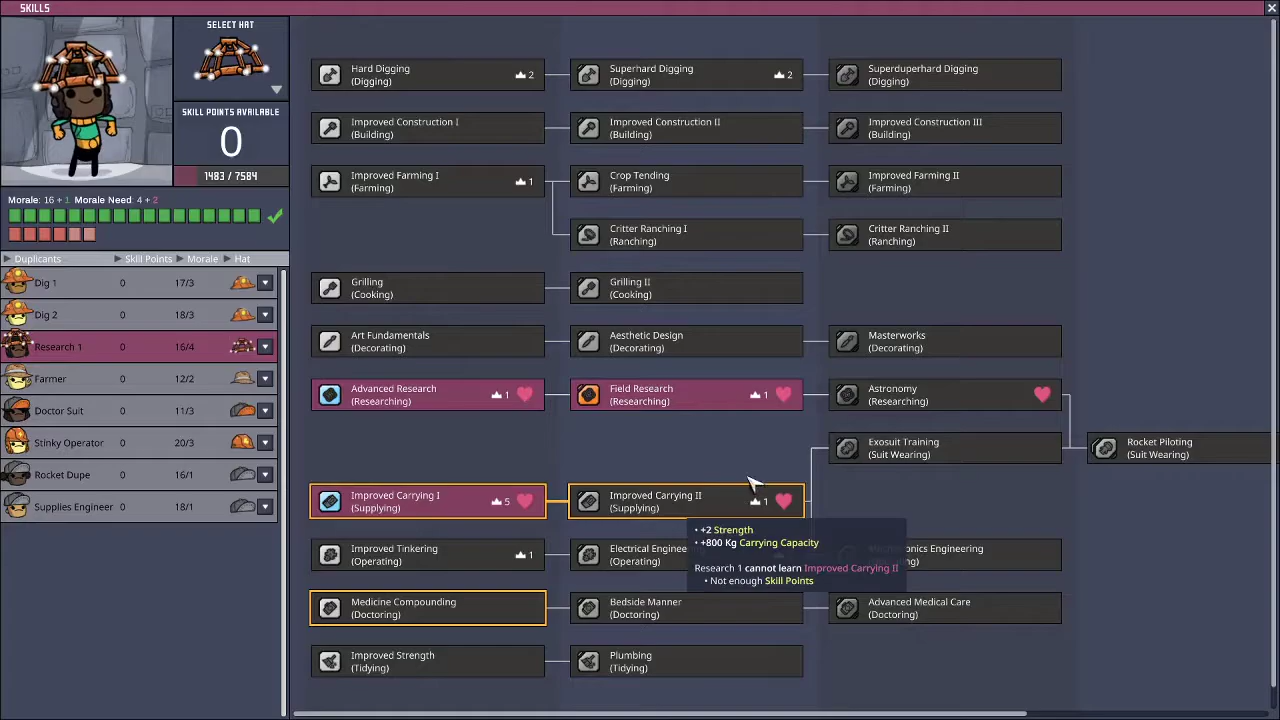 SKILLS
SELECT HAT
SKILL POINTS AVAILABLE
0
1483 / 7584
Morale: 16 + 1 Morale Need: 4 + 2
Duplicants Skill Points Morale Hat
Dig 1 0 17/3
Dig 2 0 18/3
Research 1 0 16/4
Farmer 0 12/2
Doctor Suit 0 11/3
Stinky Operator 0 20/3
Rocket Dupe 0 16/1
Supplies Engineer 0 18/1
Hard Digging
(Digging)
2
Superhard Digging
(Digging)
2
Superduperhard Digging
(Digging)
Improved Construction I
(Building)
Improved Construction II
(Building)
Improved Construction III
(Building)
Improved Farming I
(Farming)
1
Crop Tending
(Farming)
Improved Farming II
(Farming)
Critter Ranching I
(Ranching)
Critter Ranching II
(Ranching)
Grilling
(Cooking)
Grilling II
(Cooking)
Art Fundamentals
(Decorating)
Aesthetic Design
(Decorating)
Masterworks
(Decorating)
Advanced Research
(Researching)
1
Field Research
(Researching)
1
Astronomy
(Researching)
Exosuit Training
(Suit Wearing)
Rocket Piloting
(Suit Wearing)
Improved Carrying I
(Supplying)
5
Improved Carrying II
(Supplying)
1
• +2 Strength
• +800 Kg Carrying Capacity
Research 1 cannot learn Improved Carrying II
• Not enough Skill Points
Improved Tinkering
(Operating)
1
Electrical Enginee
(Operating)
Medicine Compounding
(Doctoring)
Bedside Manner
(Doctoring)
Advanced Medical Care
(Doctoring)
Improved Strength
(Tidying)
Plumbing
(Tidying)